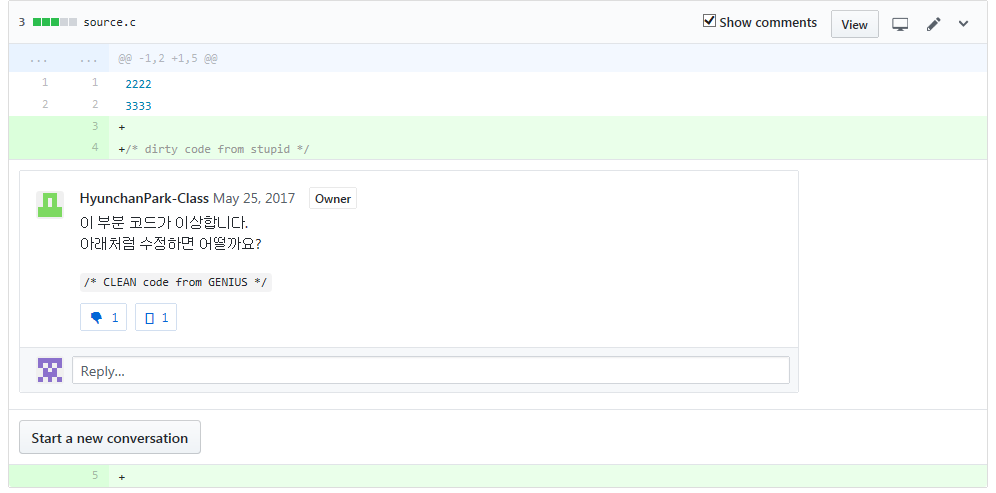 3 source.c Show comments View
... ... @@ -1,2 +1,5 @@
1 1 2222
2 2 3333
3 +
4 +/* dirty code from stupid */
HyunchanPark-Class May 25, 2017 Owner
이 부분 코드가 이상합니다.
아래처럼 수정하면 어떨까요?
/* CLEAN code from GENIUS */
1 1
Reply...
Start a new conversation
5 +